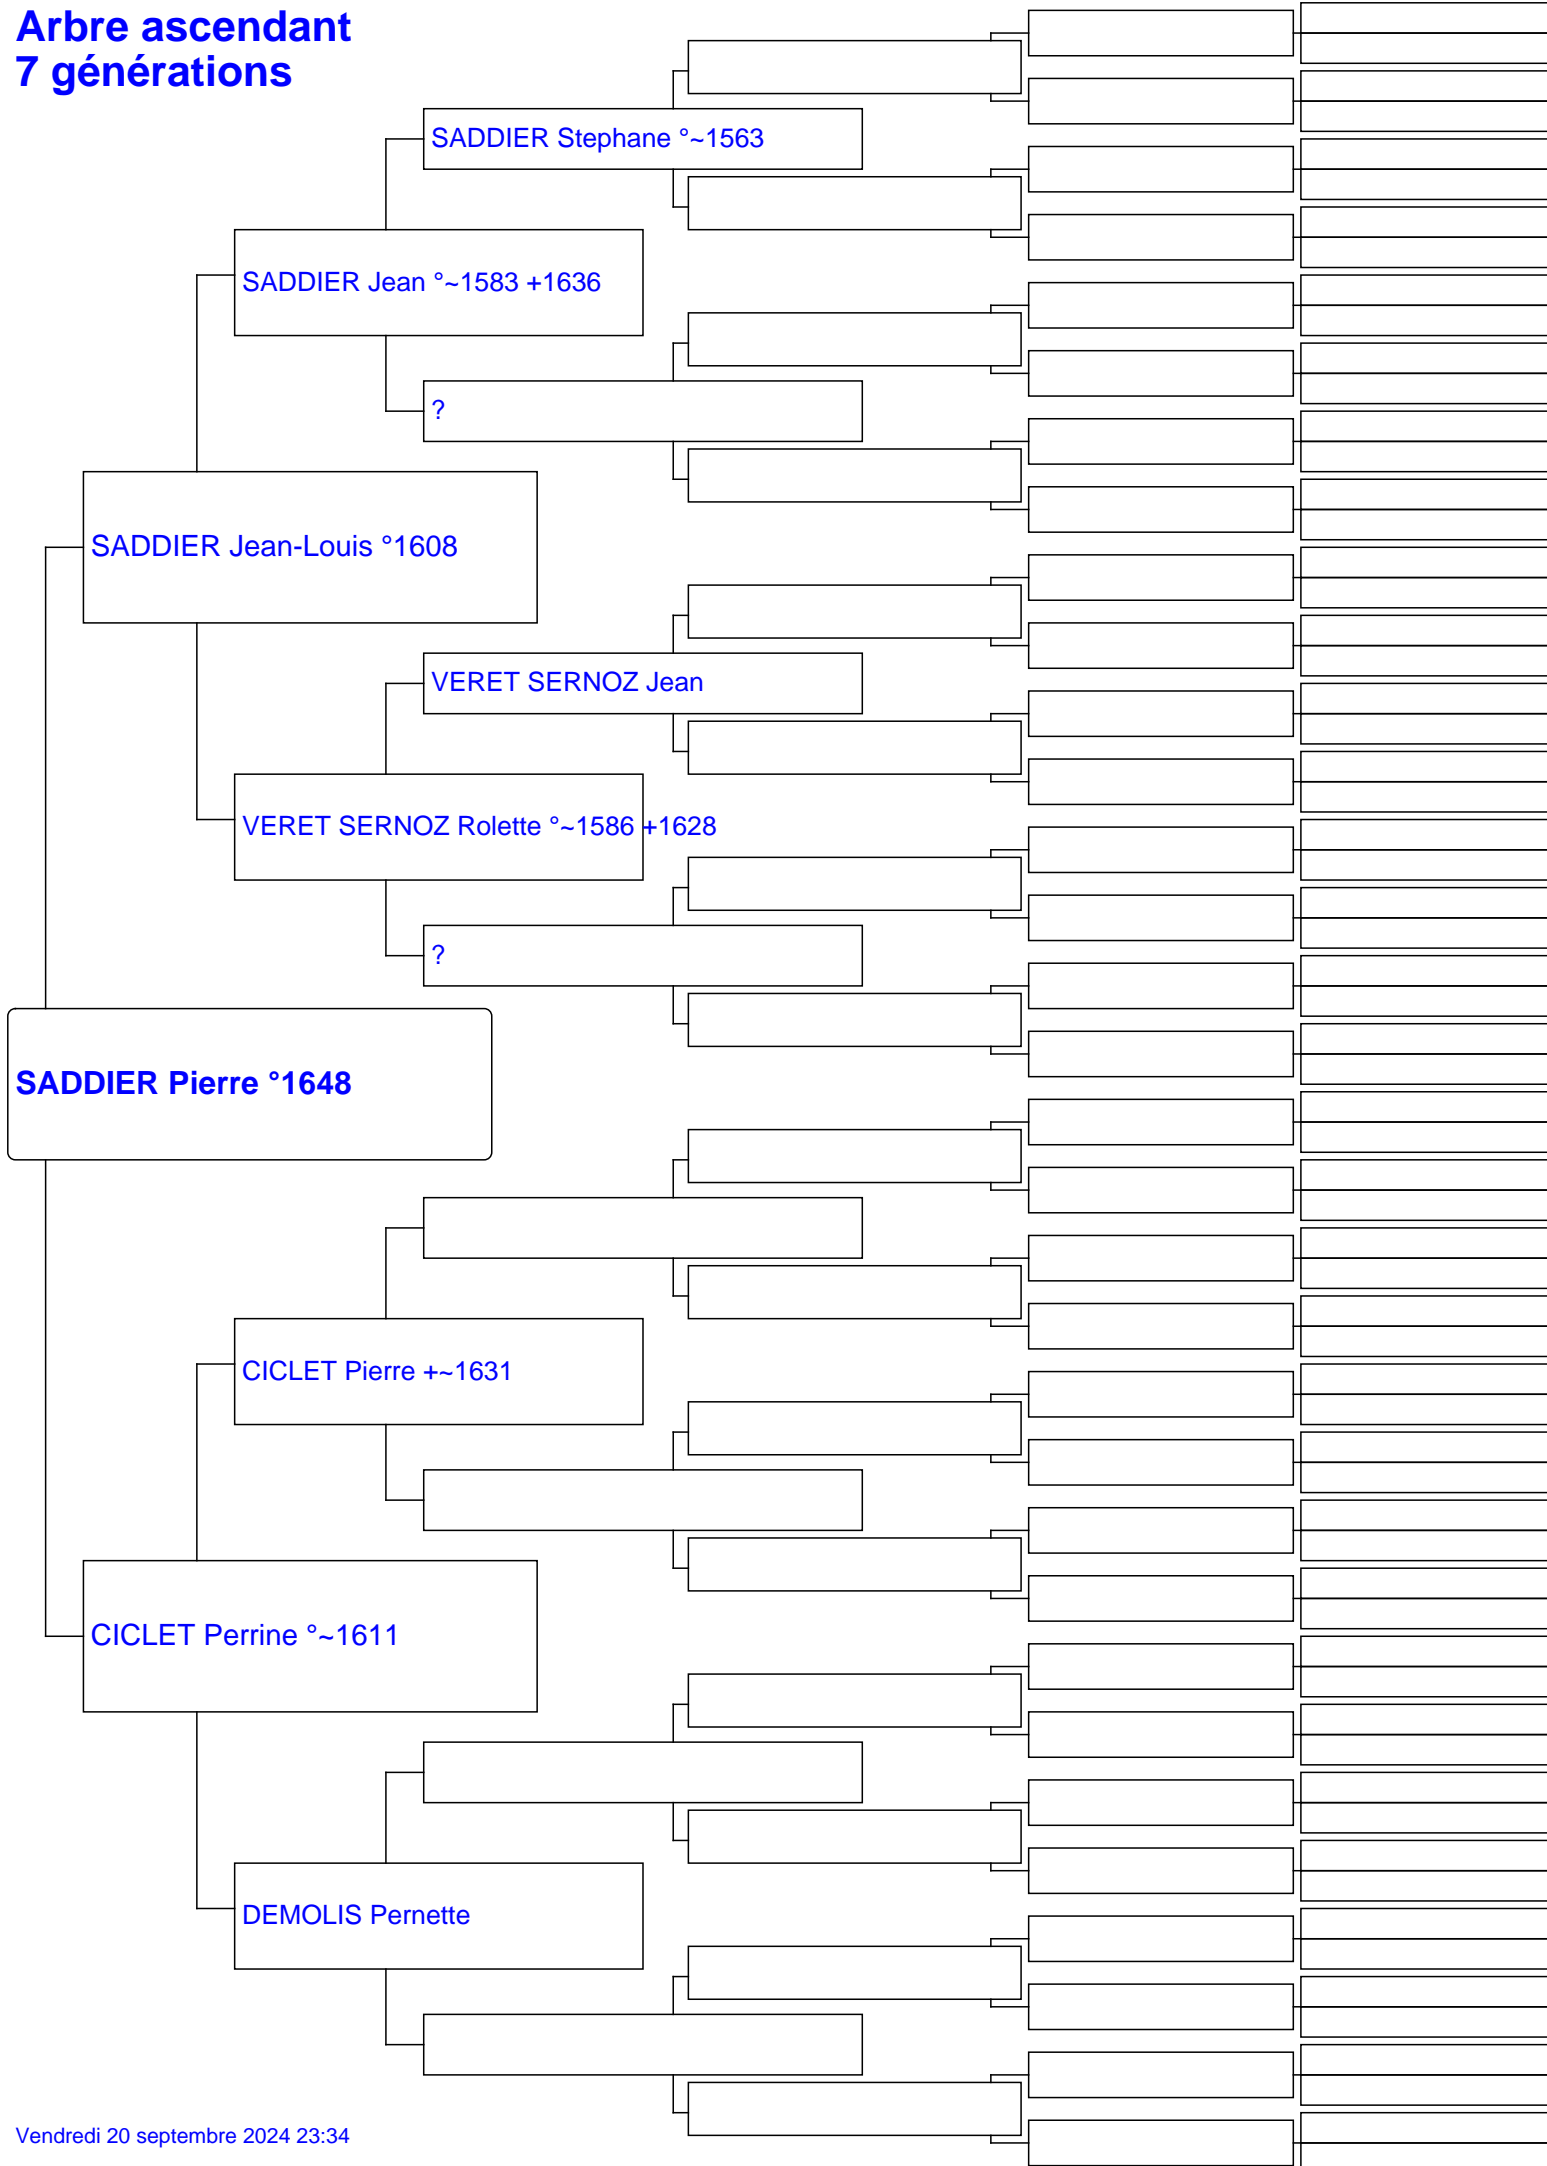 Arbre ascendant
7 générations
SADDIER Stephane °~1563
SADDIER Jean °~1583 +1636
?
SADDIER Jean-Louis °1608
VERET SERNOZ Jean
VERET SERNOZ Rolette °~1586 +1628
?
SADDIER Pierre °1648
CICLET Pierre +~1631
CICLET Perrine °~1611
DEMOLIS Pernette
Vendredi 20 septembre 2024 23:34